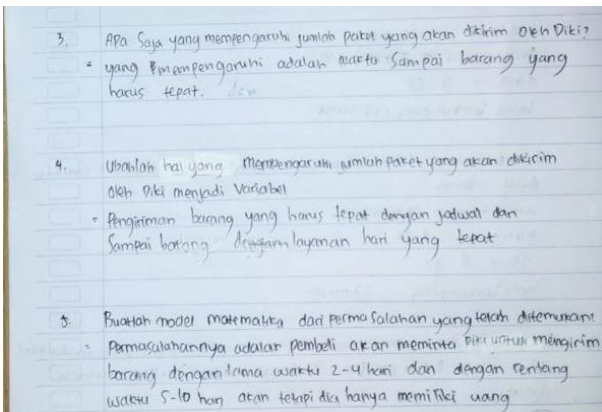 3. Apa Saja yang mempengaruhi jumlah paket yang akan dikirim oleh Diki?
= yang mempengaruhi adalah waktu Sampai barang yang
harus tepat.
4. Ubahlah hal yang Mempengaruhi jumlah paket yang akan dikirim
oleh Diki menjadi Variabel
= Pengiriman barang yang harus tepat dengan jadwal dan
Sampai barang dengan layanan hari yang tepat
5. Buatlah model matematika dari permasalahan yang telah ditemukan!
= Permasalahannya adalah pembeli akan meminta Diki untuk mengirim
barang dengan lama waktu 2-4 hari dan dengan rentang
waktu 5-10 hari akan tetapi dia hanya memiliki uang